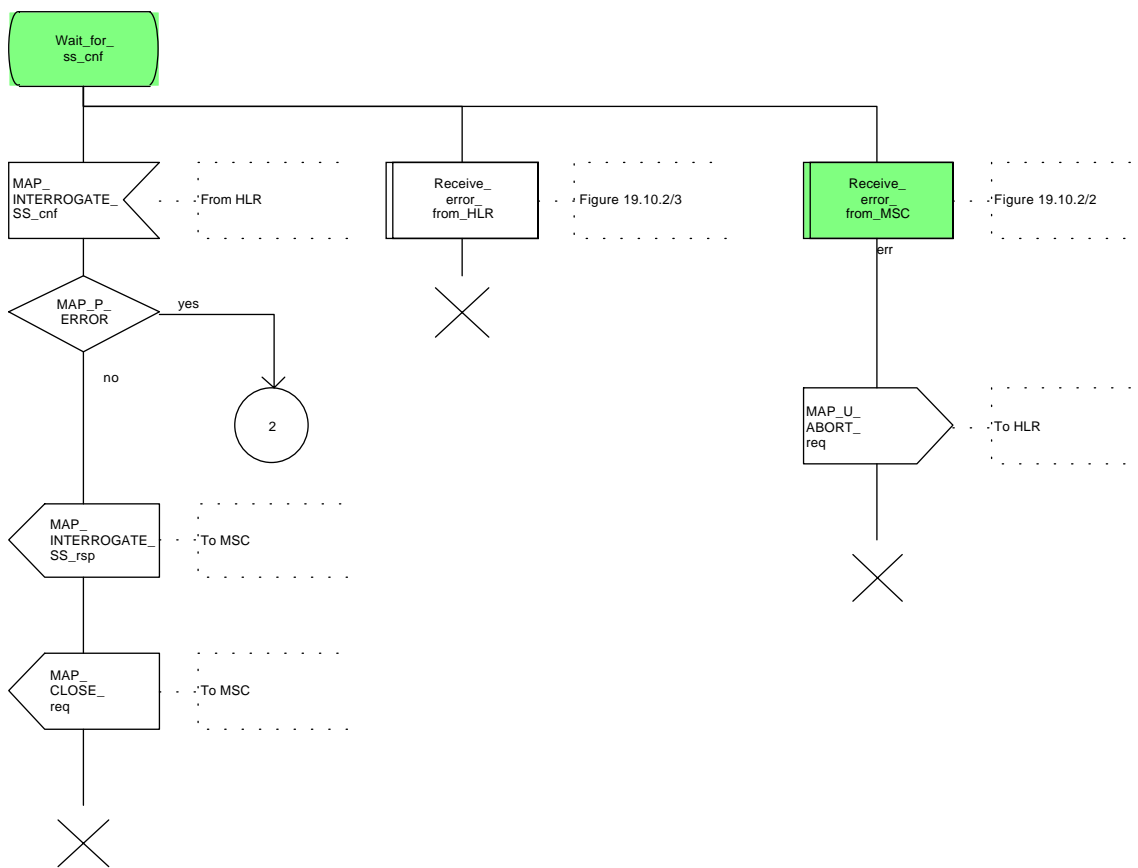 Wait_for_
ss_cnf
MAP_
INTERROGATE_
SS_cnf
From HLR
Receive_
error_
from_HLR
Figure 19.10.2/3
Receive_
error_
from_MSC
Figure 19.10.2/2
err
MAP_P_
ERROR
yes
no
2
MAP_U_
ABORT_
req
To HLR
MAP_
INTERROGATE_
SS_rsp
To MSC
MAP_
CLOSE_
req
To MSC